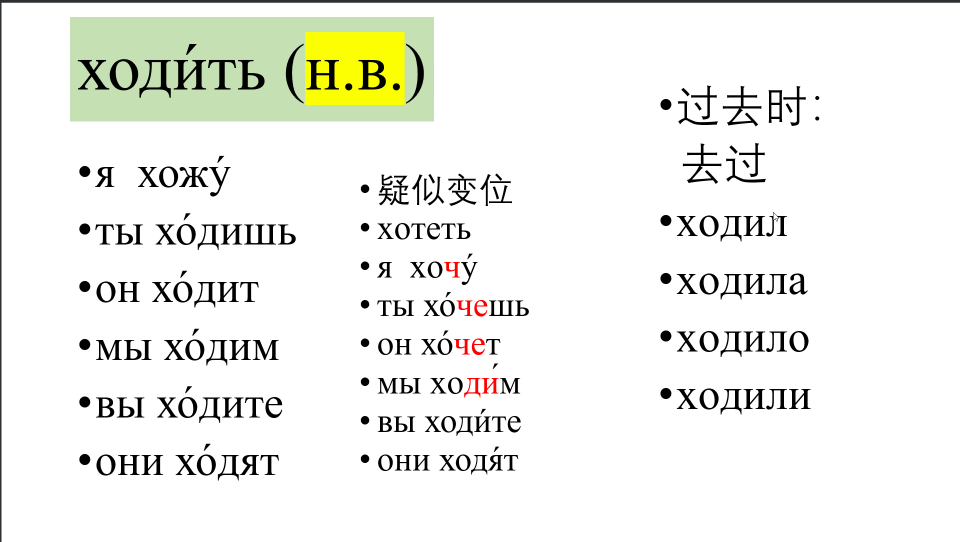 ходи́ть (н.в.)
•я хожу́
•ты хо́дишь
•он хо́дит
•мы хо́дим
•вы хо́дите
•они хо́дят
•疑似变位
•хотеть
•я хочу́
•ты хо́чешь
•он хо́чет
•мы ходи́м
•вы ходи́те
•они ходя́т
•过去时：
去过
•ходил
•ходила
•ходило
•ходили